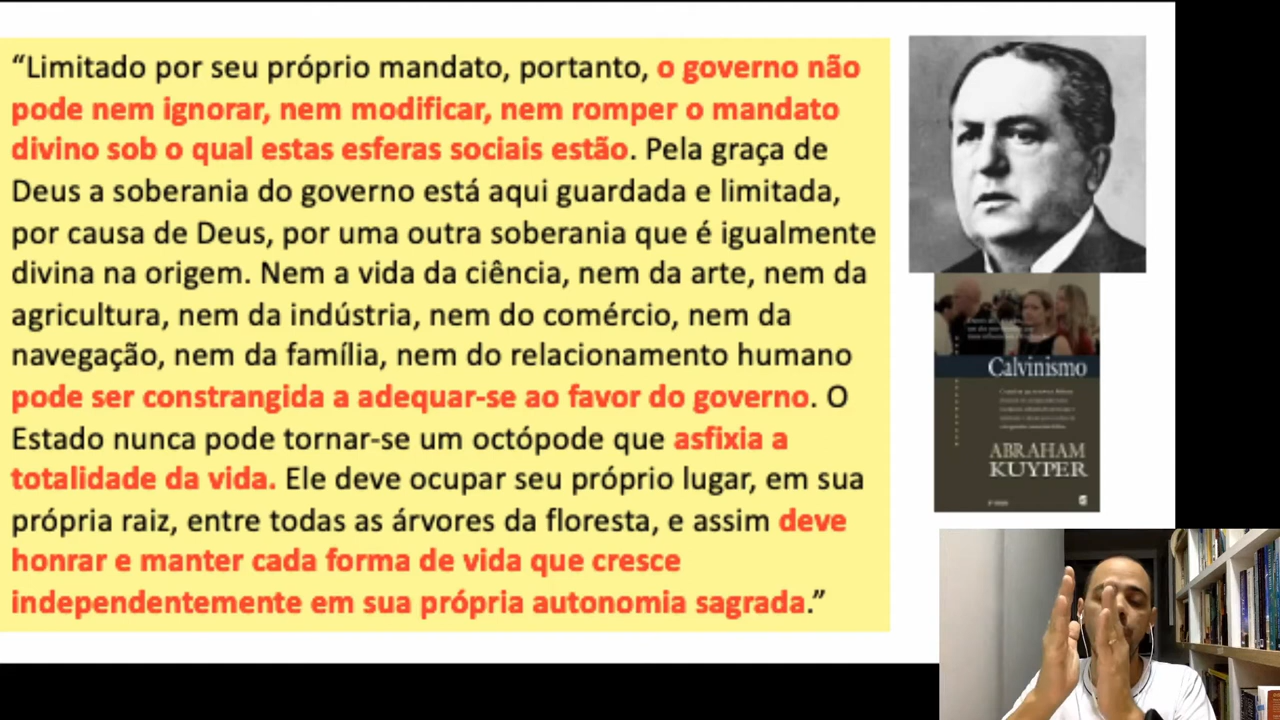 “Limitado por seu próprio mandato, portanto, o governo não
pode nem ignorar, nem modificar, nem romper o mandato
divino sob o qual estas esferas sociais estão. Pela graça de
Deus a soberania do governo está aqui guardada e limitada,
por causa de Deus, por uma outra soberania que é igualmente
divina na origem. Nem a vida da ciência, nem da arte, nem da
agricultura, nem da indústria, nem do comércio, nem da
navegação, nem da família, nem do relacionamento humano
pode ser constrangida a adequar-se ao favor do governo. O
Estado nunca pode tornar-se um octópode que asfixia a
totalidade da vida. Ele deve ocupar seu próprio lugar, em sua
própria raiz, entre todas as árvores da floresta, e assim deve
honrar e manter cada forma de vida que cresce
independentemente em sua própria autonomia sagrada.”
Calvinismo
ABRAHAM
KUYPER